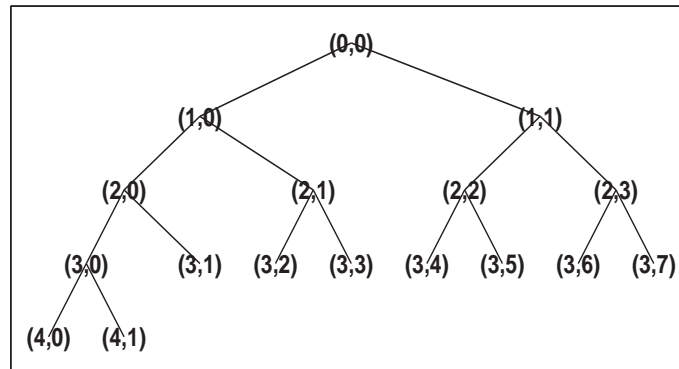 (0,0)
(1,0) (1,1)
(2,0) (2,1) (2,2) (2,3)
(3,0) (3,1) (3,2) (3,3) (3,4) (3,5) (3,6) (3,7)
(4,0) (4,1)